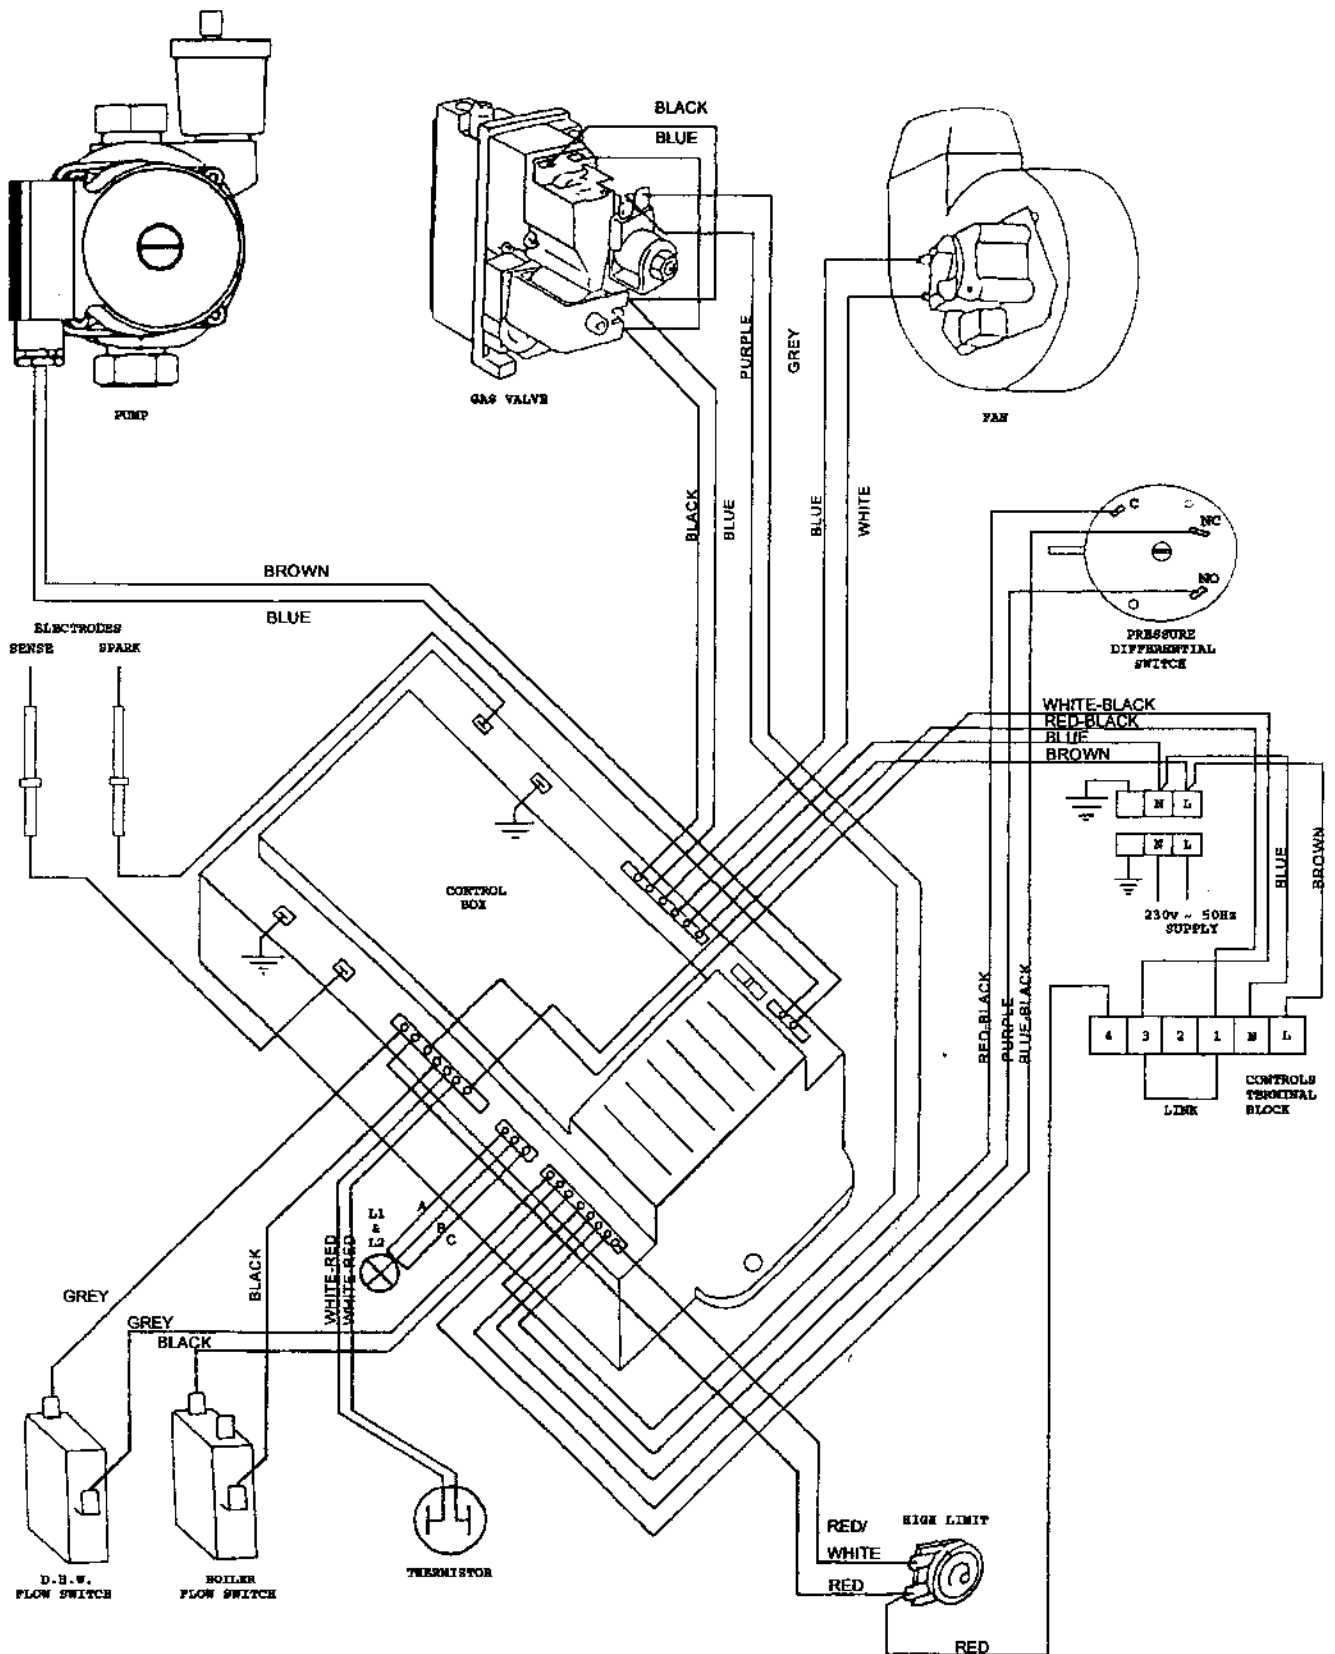 BLACK
BLUE
PURPLE
GREY
GAS VALVE
PUMP
FAN
BLACK
BLUE
BLUE
WHITE
C
NC
NO
PRESSURE
DIFFERENTIAL
SWITCH
BROWN
BLUE
ELECTRODES
SENSE SPARK
WHITE-BLACK
RED-BLACK
BLUE
BROWN
N L
N L
230v ~ 50Hz
SUPPLY
BLUE
BROWN
CONTROL
BOX
RED-BLACK
PURPLE
BLUE-BLACK
4 3 2 1 N L
LINK
CONTROLS
TERMINAL
BLOCK
L1
&
L2
A
B
C
GREY
BLACK
WHITE-RED
WHITE-RED
GREY
BLACK
D.H.W.
FLOW SWITCH
BOILER
FLOW SWITCH
THERMISTOR
HIGH LIMIT
RED/
WHITE
RED
RED